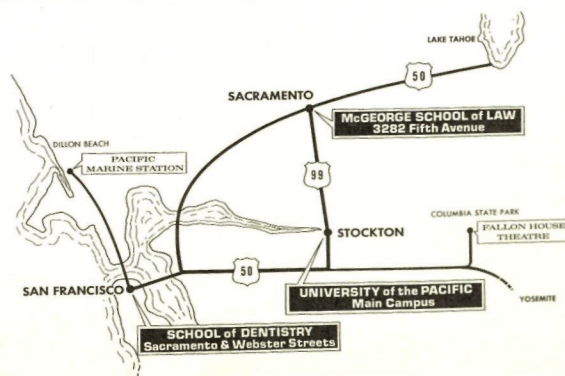 LAKE TAHOE
50
SACRAMENTO
McGEORGE SCHOOL of LAW
3282 Fifth Avenue
DILLON BEACH
PACIFIC
MARINE STATION
99
COLUMBIA STATE PARK
FALLON HOUSE
THEATRE
STOCKTON
50
UNIVERSITY of the PACIFIC
Main Campus
SAN FRANCISCO
YOSEMITE
SCHOOL of DENTISTRY
Sacramento & Webster Streets